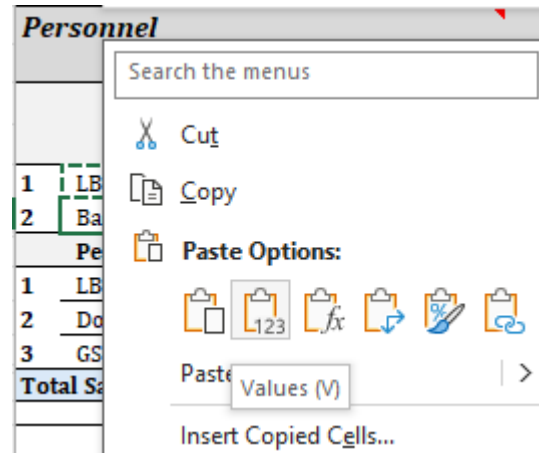 Personnel
Search the menus
Cut
1 LB
Copy
2 Ba
Pe
Paste Options:
1 LB
2 Do
123 fx %
3 GS
Paste
Values (V)
Total Sa
Insert Copied Cells...